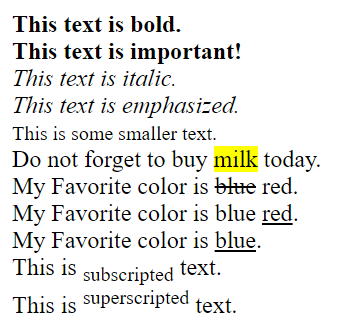 This text is bold.
This text is important!
This text is italic.
This text is emphasized.
This is some smaller text.
Do not forget to buy milk today.
My Favorite color is blue red.
My Favorite color is blue red.
My Favorite color is blue.
This is subscripted text.
This is superscripted text.